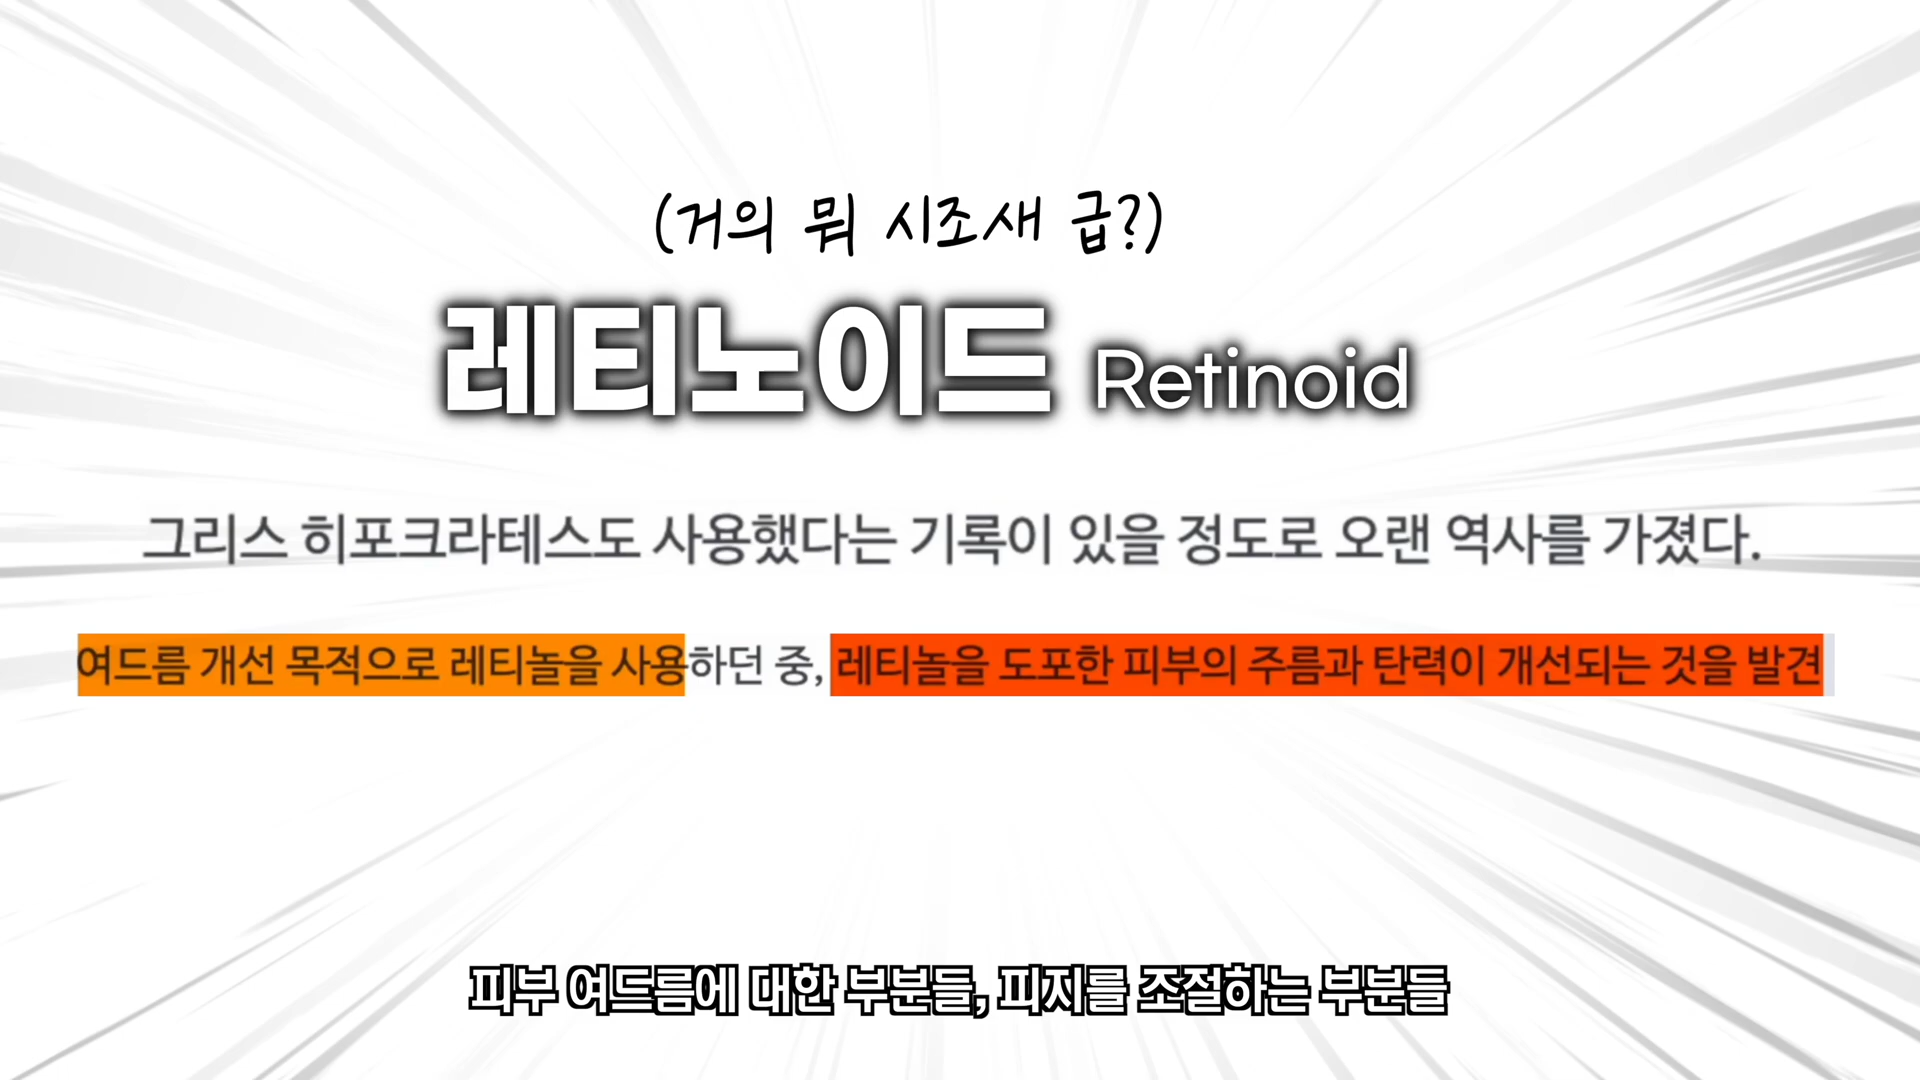 (거의 뭐 시조새 급?)
레티노이드 Retinoid
그리스 히포크라테스도 사용했다는 기록이 있을 정도로 오랜 역사를 가졌다.
여드름 개선 목적으로 레티놀을 사용하던 중, 레티놀을 도포한 피부의 주름과 탄력이 개선되는 것을 발견
피부 여드름에 대한 부분들, 피지를 조절하는 부분들